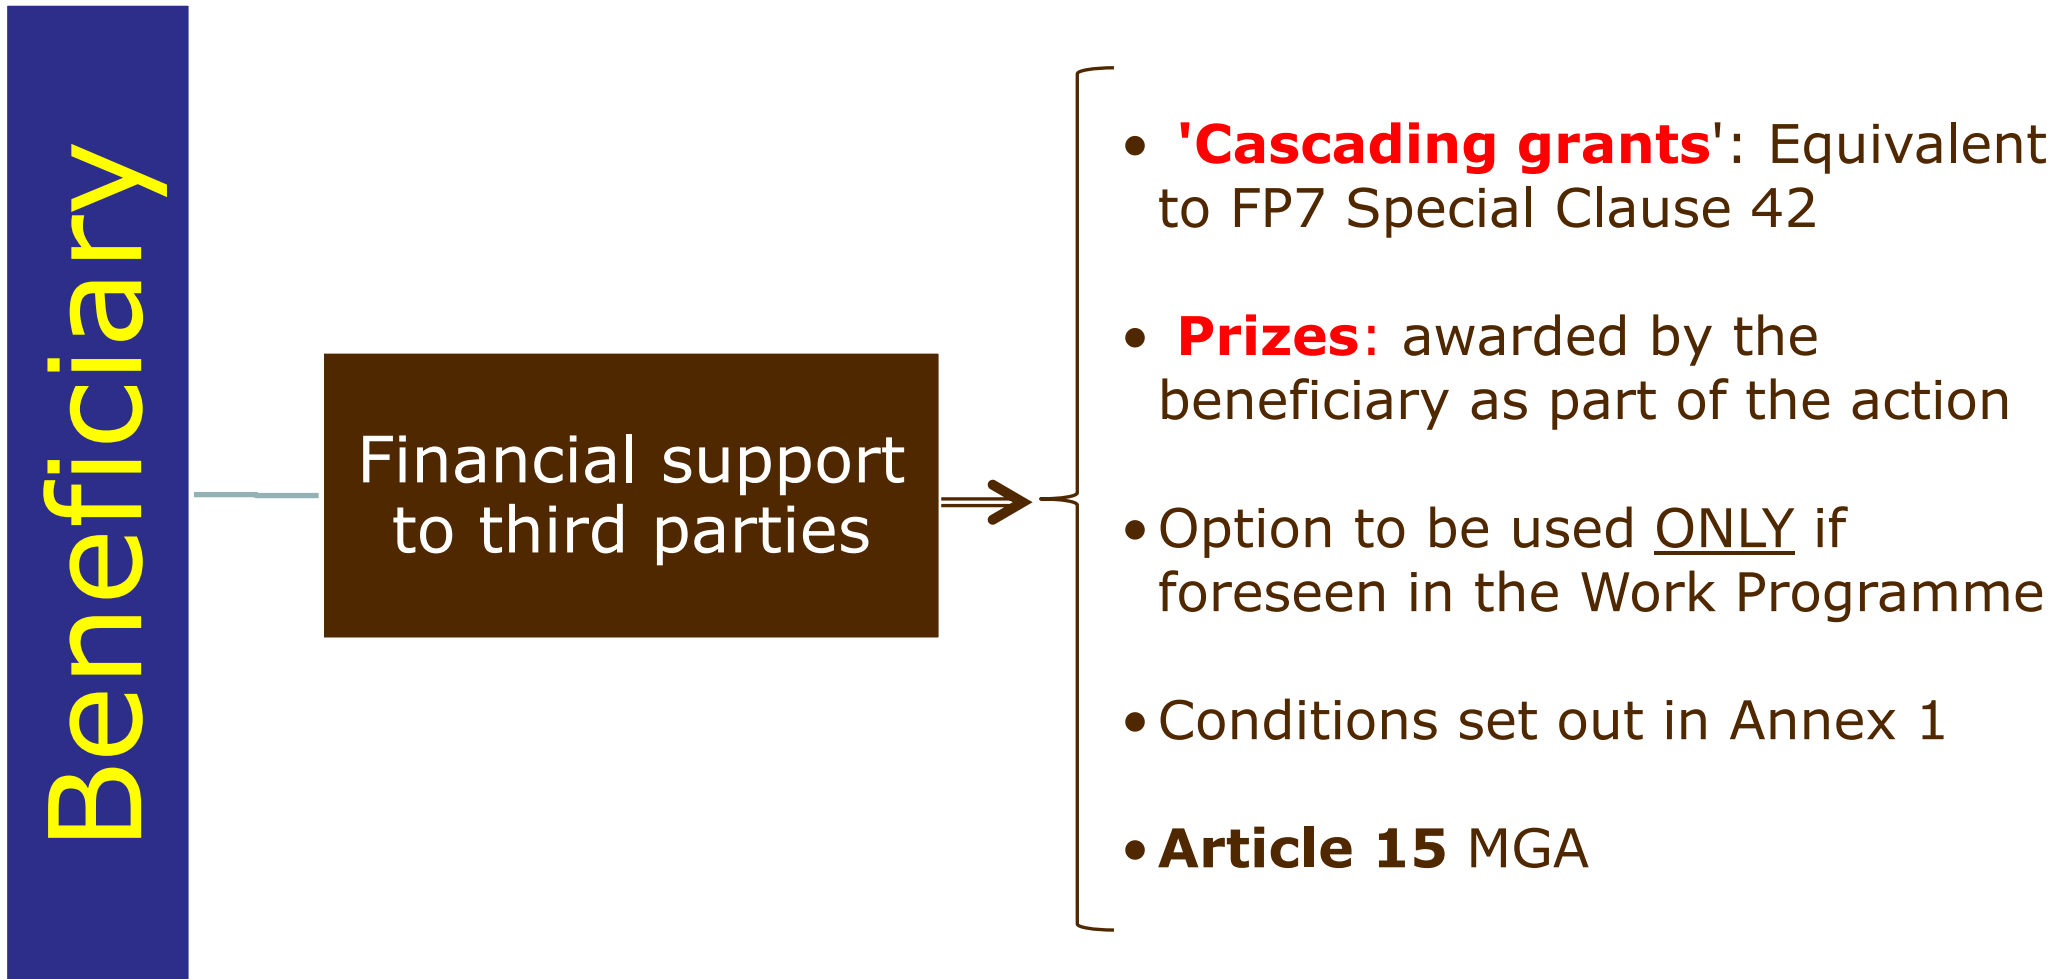 Beneficiary
Financial support
to third parties
• 'Cascading grants': Equivalent
to FP7 Special Clause 42
• Prizes: awarded by the
beneficiary as part of the action
• Option to be used ONLY if
foreseen in the Work Programme
• Conditions set out in Annex 1
• Article 15 MGA